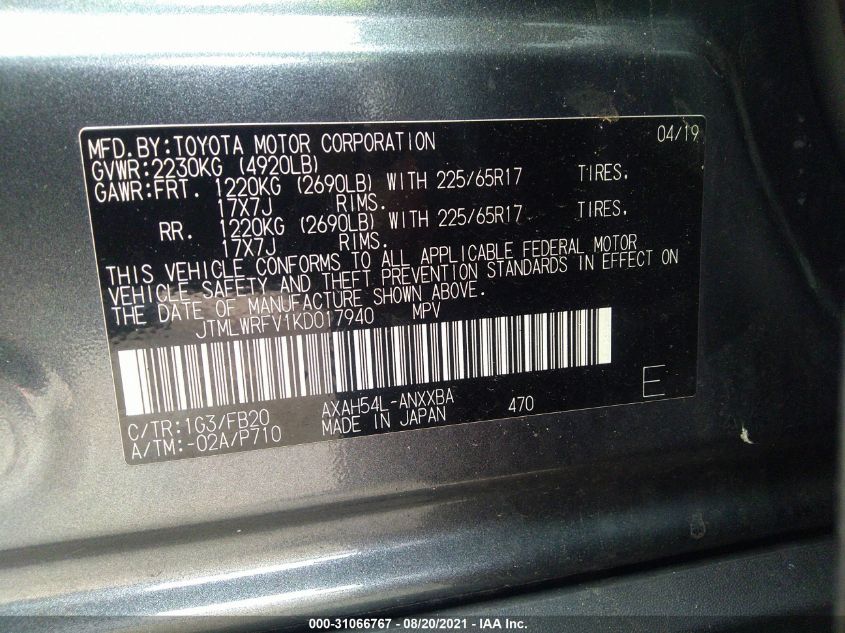 MFD.BY:TOYOTA MOTOR CORPORATION 04/19
GVWR:2230KG (4920LB)
GAWR:FRT. 1220KG (2690LB) WITH 225/65R17 TIRES.
17X7J RIMS.
RR. 1220KG (2690LB) WITH 225/65R17 TIRES.
17X7J RIMS.
THIS VEHICLE CONFORMS TO ALL APPLICABLE FEDERAL MOTOR
VEHICLE SAFETY AND THEFT PREVENTION STANDARDS IN EFFECT ON
THE DATE OF MANUFACTURE SHOWN ABOVE.
JTMLWRFV1KD017940 MPV
C/TR:1G3/FB20 AXAH54L-ANXXBA 470 E
A/TM:-02A/P710 MADE IN JAPAN
000-31066767 - 08/20/2021 - IAA Inc.